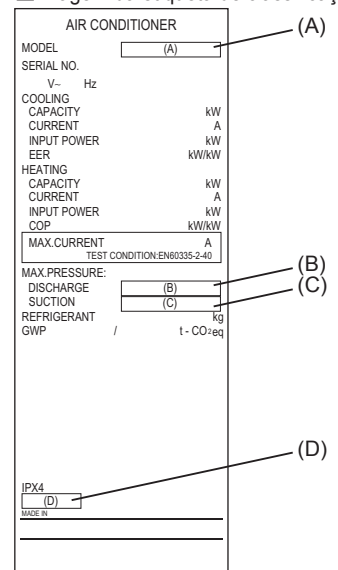 AIR CONDITIONER
MODEL (A) (A)
SERIAL NO.
V~ Hz
COOLING
CAPACITY kW
CURRENT A
INPUT POWER kW
EER kW/kW
HEATING
CAPACITY kW
CURRENT A
INPUT POWER kW
COP kW/kW
MAX.CURRENT A
TEST CONDITION:EN60335-2-40
MAX.PRESSURE:
DISCHARGE (B) (B)
SUCTION (C) (C)
REFRIGERANT kg
GWP / t - CO2eq
(D)
IPX4
(D)
MADE IN